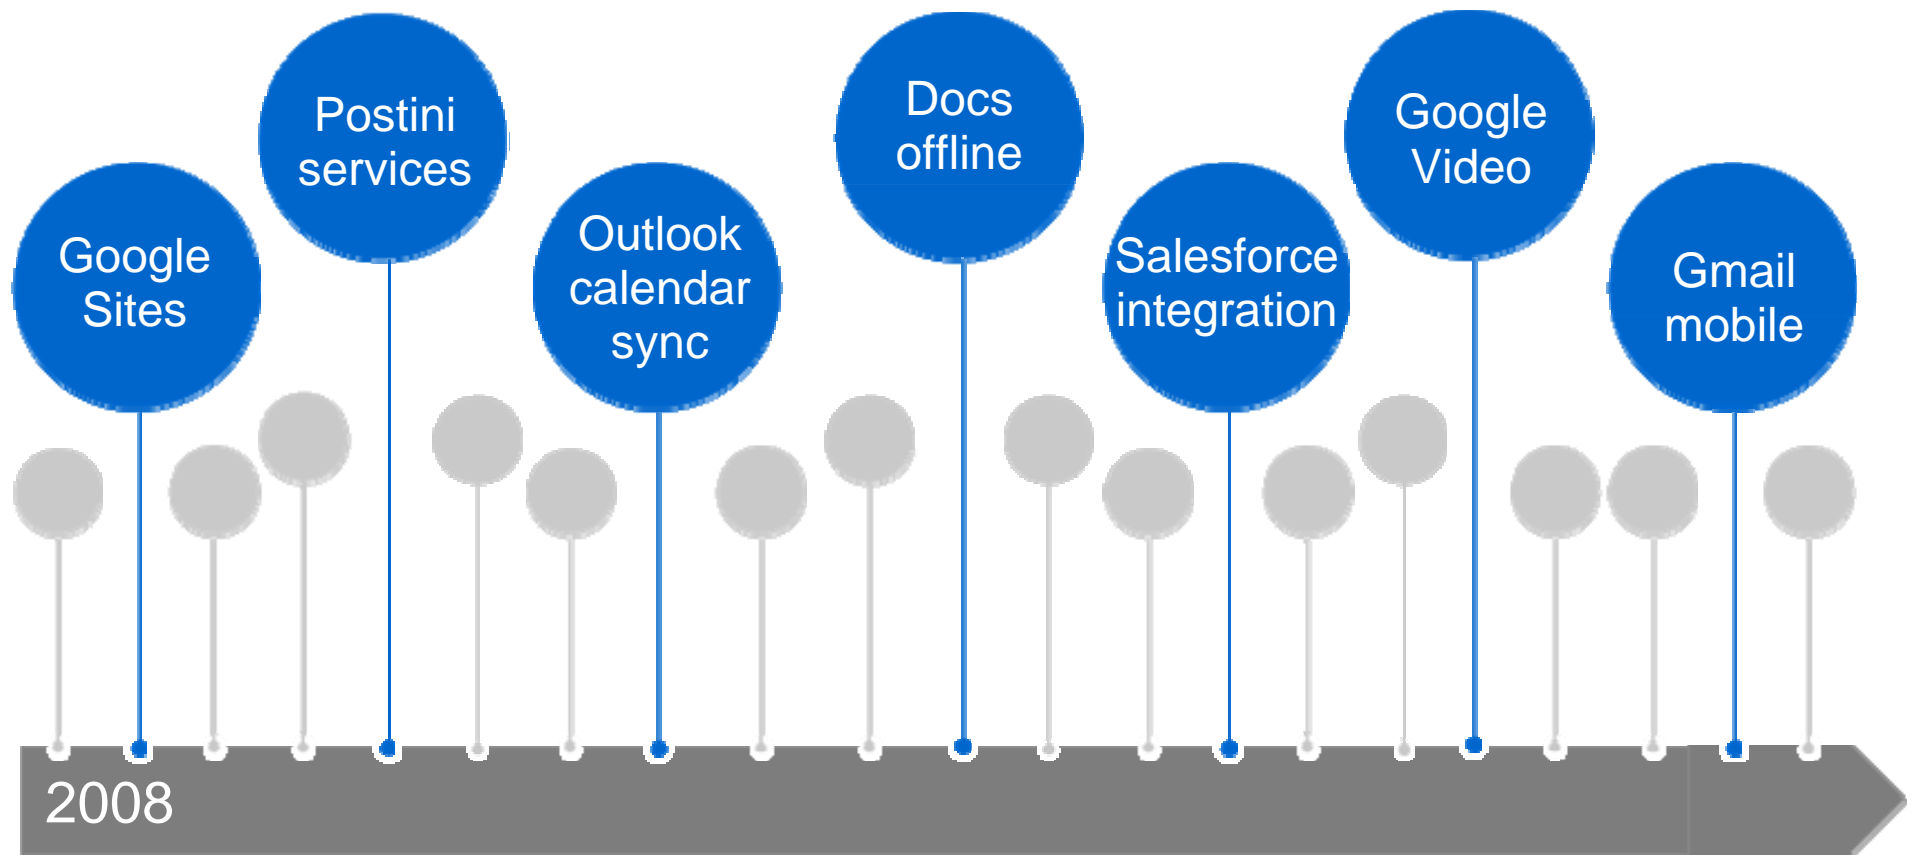 Google
Sites
Postini
services
Outlook
calendar
sync
Docs
offline
Salesforce
integration
Google
Video
Gmail
mobile
2008